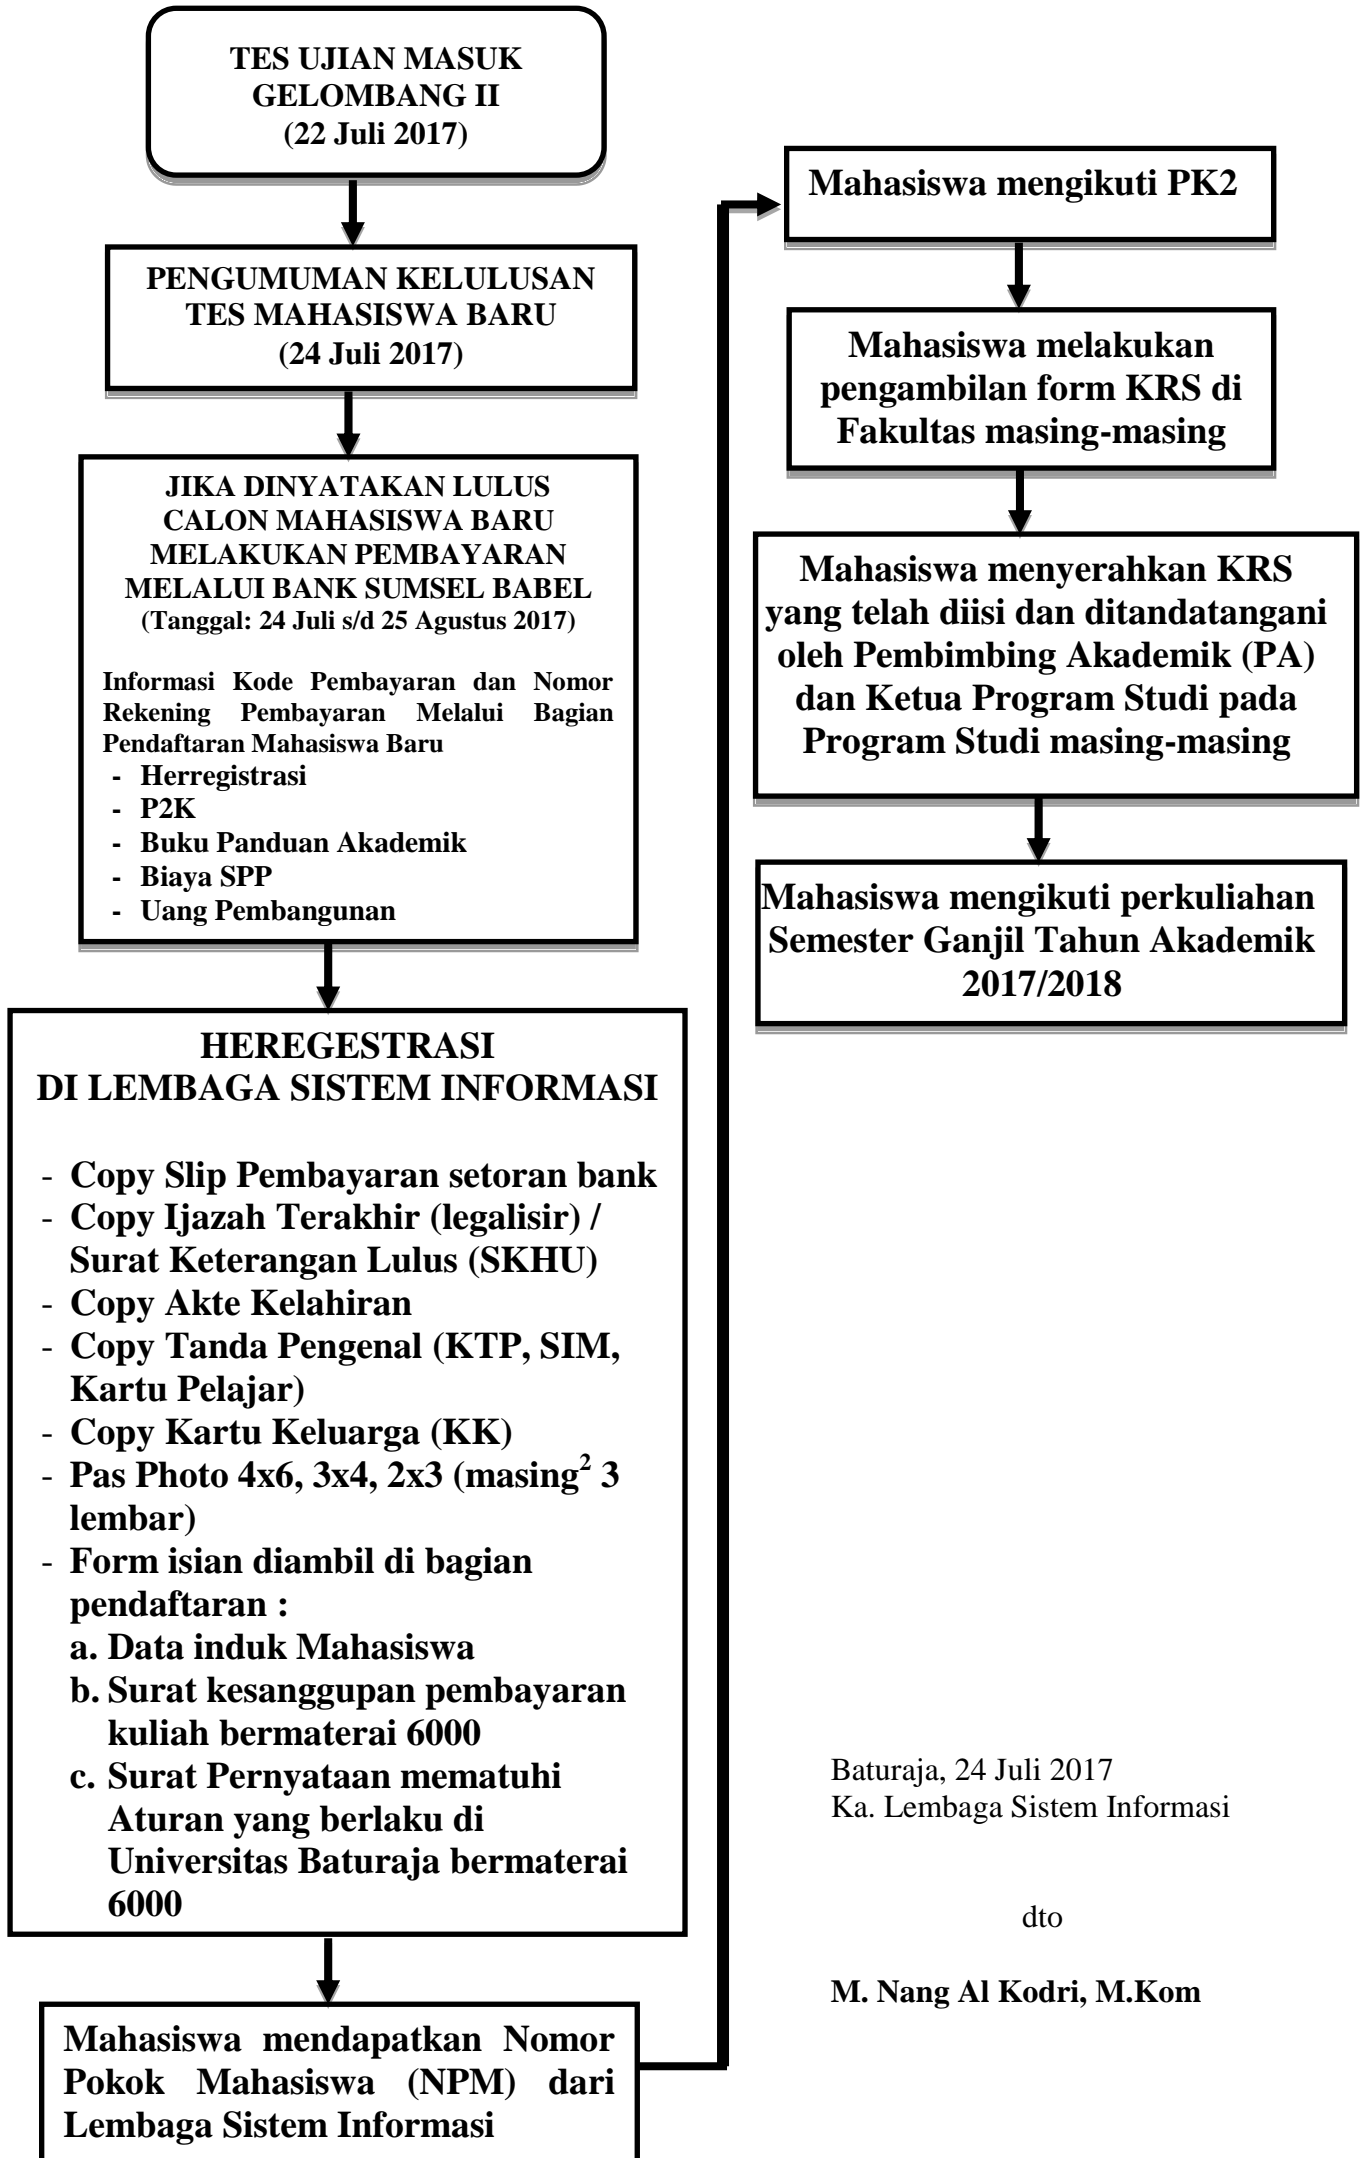 TES UJIAN MASUK
GELOMBANG II
(22 Juli 2017)
PENGUMUMAN KELULUSAN
TES MAHASISWA BARU
(24 Juli 2017)
JIKA DINYATAKAN LULUS
CALON MAHASISWA BARU
MELAKUKAN PEMBAYARAN
MELALUI BANK SUMSEL BABEL
(Tanggal: 24 Juli s/d 25 Agustus 2017)
Informasi Kode Pembayaran dan Nomor
Rekening Pembayaran Melalui Bagian
Pendaftaran Mahasiswa Baru
- Herregistrasi
- P2K
- Buku Panduan Akademik
- Biaya SPP
- Uang Pembangunan
HEREGESTRASI
DI LEMBAGA SISTEM INFORMASI
- Copy Slip Pembayaran setoran bank
- Copy Ijazah Terakhir (legalisir) /
Surat Keterangan Lulus (SKHU)
- Copy Akte Kelahiran
- Copy Tanda Pengenal (KTP, SIM,
Kartu Pelajar)
- Copy Kartu Keluarga (KK)
- Pas Photo 4x6, 3x4, 2x3 (masing² 3
lembar)
- Form isian diambil di bagian
pendaftaran :
a. Data induk Mahasiswa
b. Surat kesanggupan pembayaran
kuliah bermaterai 6000
c. Surat Pernyataan mematuhi
Aturan yang berlaku di
Universitas Baturaja bermaterai
6000
Mahasiswa mendapatkan Nomor
Pokok Mahasiswa (NPM) dari
Lembaga Sistem Informasi
Mahasiswa mengikuti PK2
Mahasiswa melakukan
pengambilan form KRS di
Fakultas masing-masing
Mahasiswa menyerahkan KRS
yang telah diisi dan ditandatangani
oleh Pembimbing Akademik (PA)
dan Ketua Program Studi pada
Program Studi masing-masing
Mahasiswa mengikuti perkuliahan
Semester Ganjil Tahun Akademik
2017/2018
Baturaja, 24 Juli 2017
Ka. Lembaga Sistem Informasi
dto
M. Nang Al Kodri, M.Kom